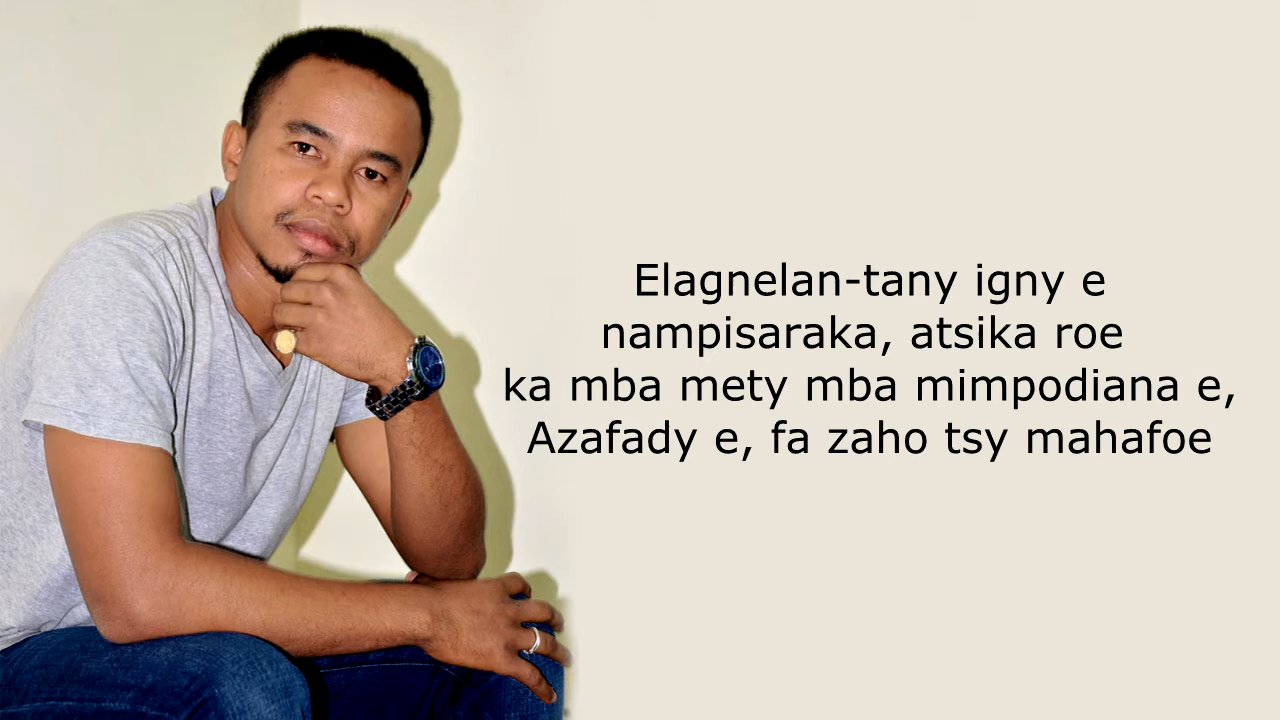 Elagnelan-tany igny e
nampisaraka, atsika roe
ka mba mety mba mimpodiana e,
Azafady e, fa zaho tsy mahafoe